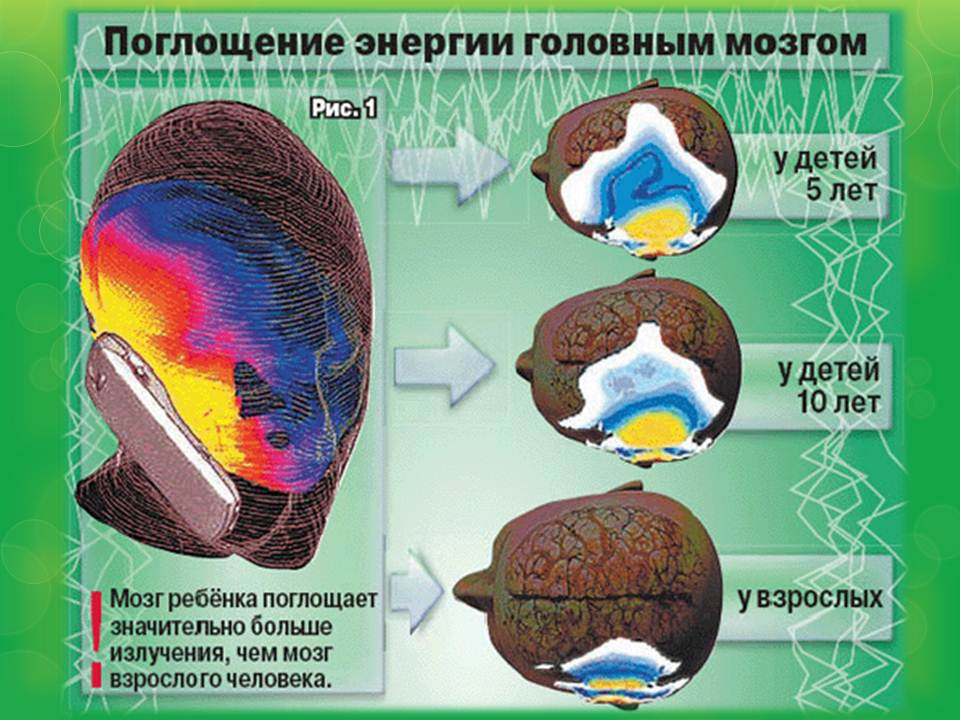 Поглощение энергии головным мозгом
Рис. 1
у детей
5 лет
у детей
10 лет
у взрослых
Мозг ребёнка поглощает
значительно больше
излучения, чем мозг
взрослого человека.